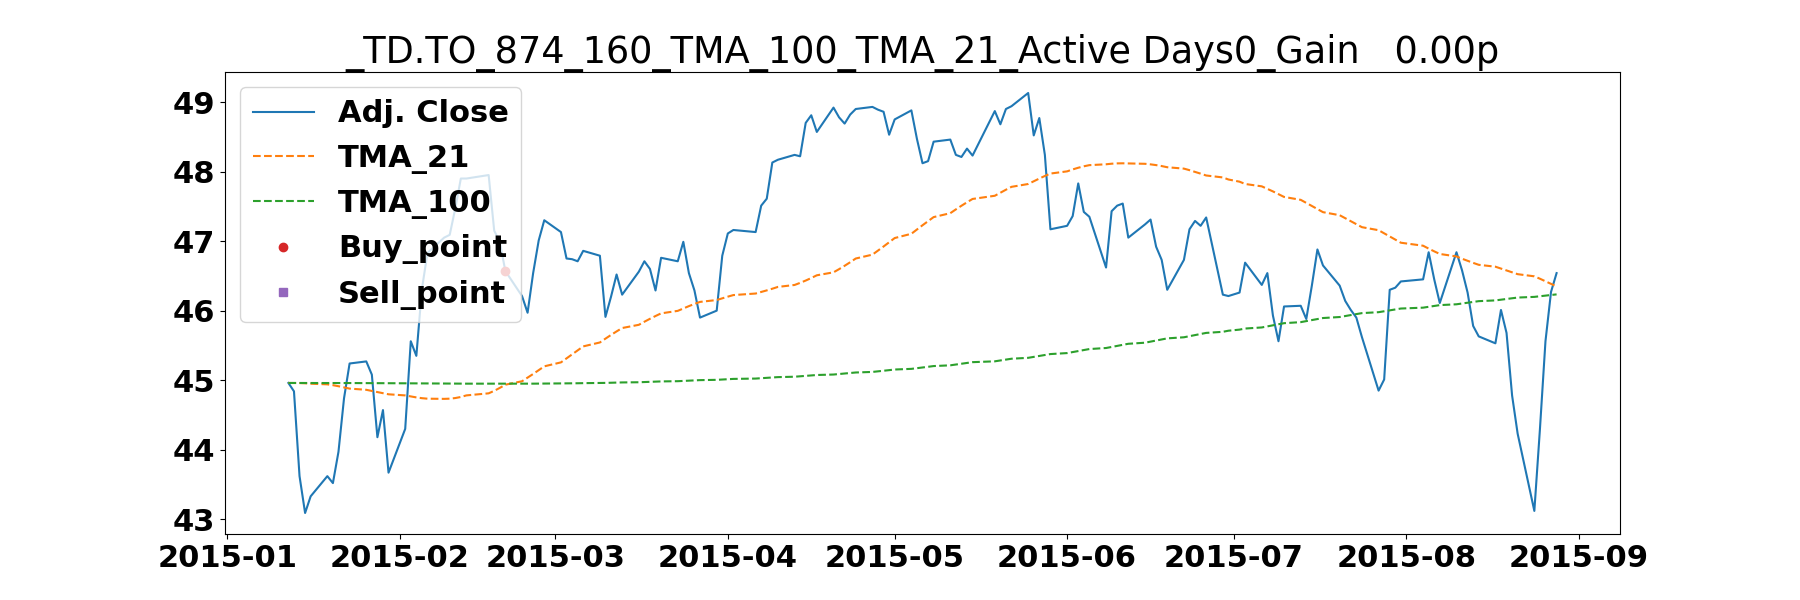 _TD.TO_874_160_TMA_100_TMA_21_Active Days0_Gain   0.00p
49
48
47
46
45
44
43
Adj. Close
TMA_21
TMA_100
Buy_point
Sell_point
2015-01 2015-02 2015-03 2015-04 2015-05 2015-06 2015-07 2015-08 2015-09